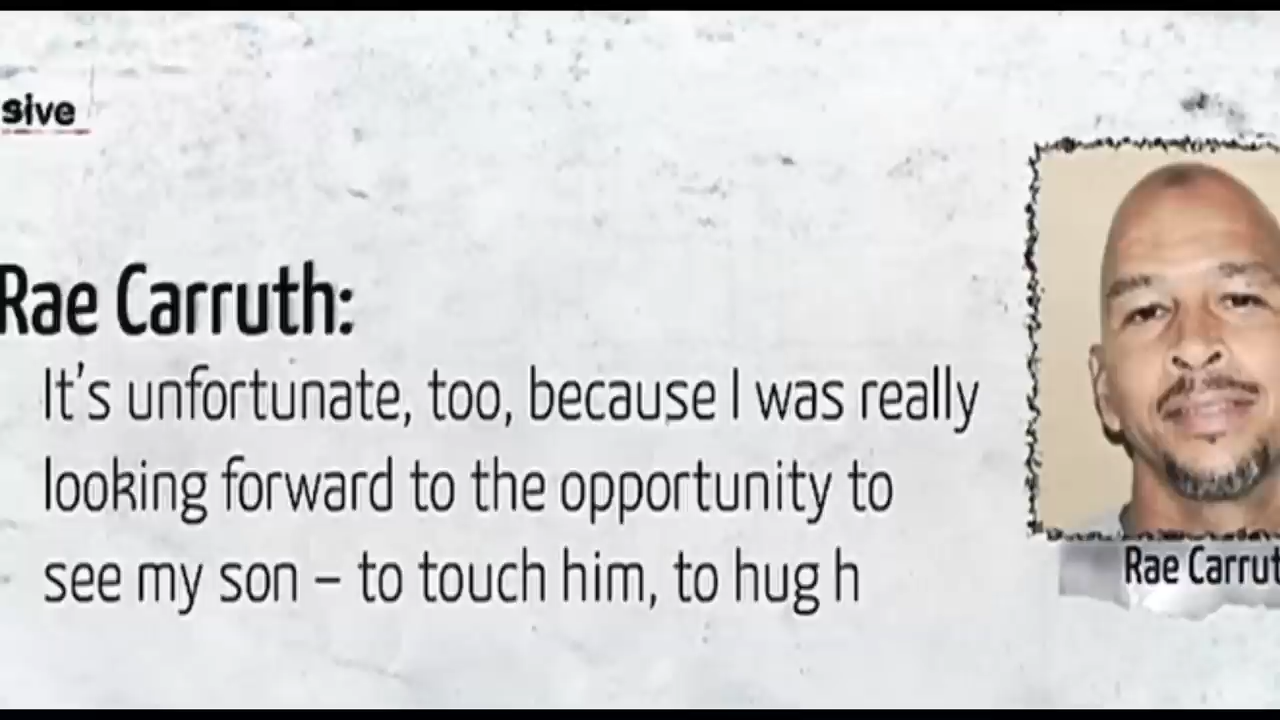 sive
Rae Carruth:
It's unfortunate, too, because I was really
looking forward to the opportunity to
see my son – to touch him, to hug h
Rae Carrut